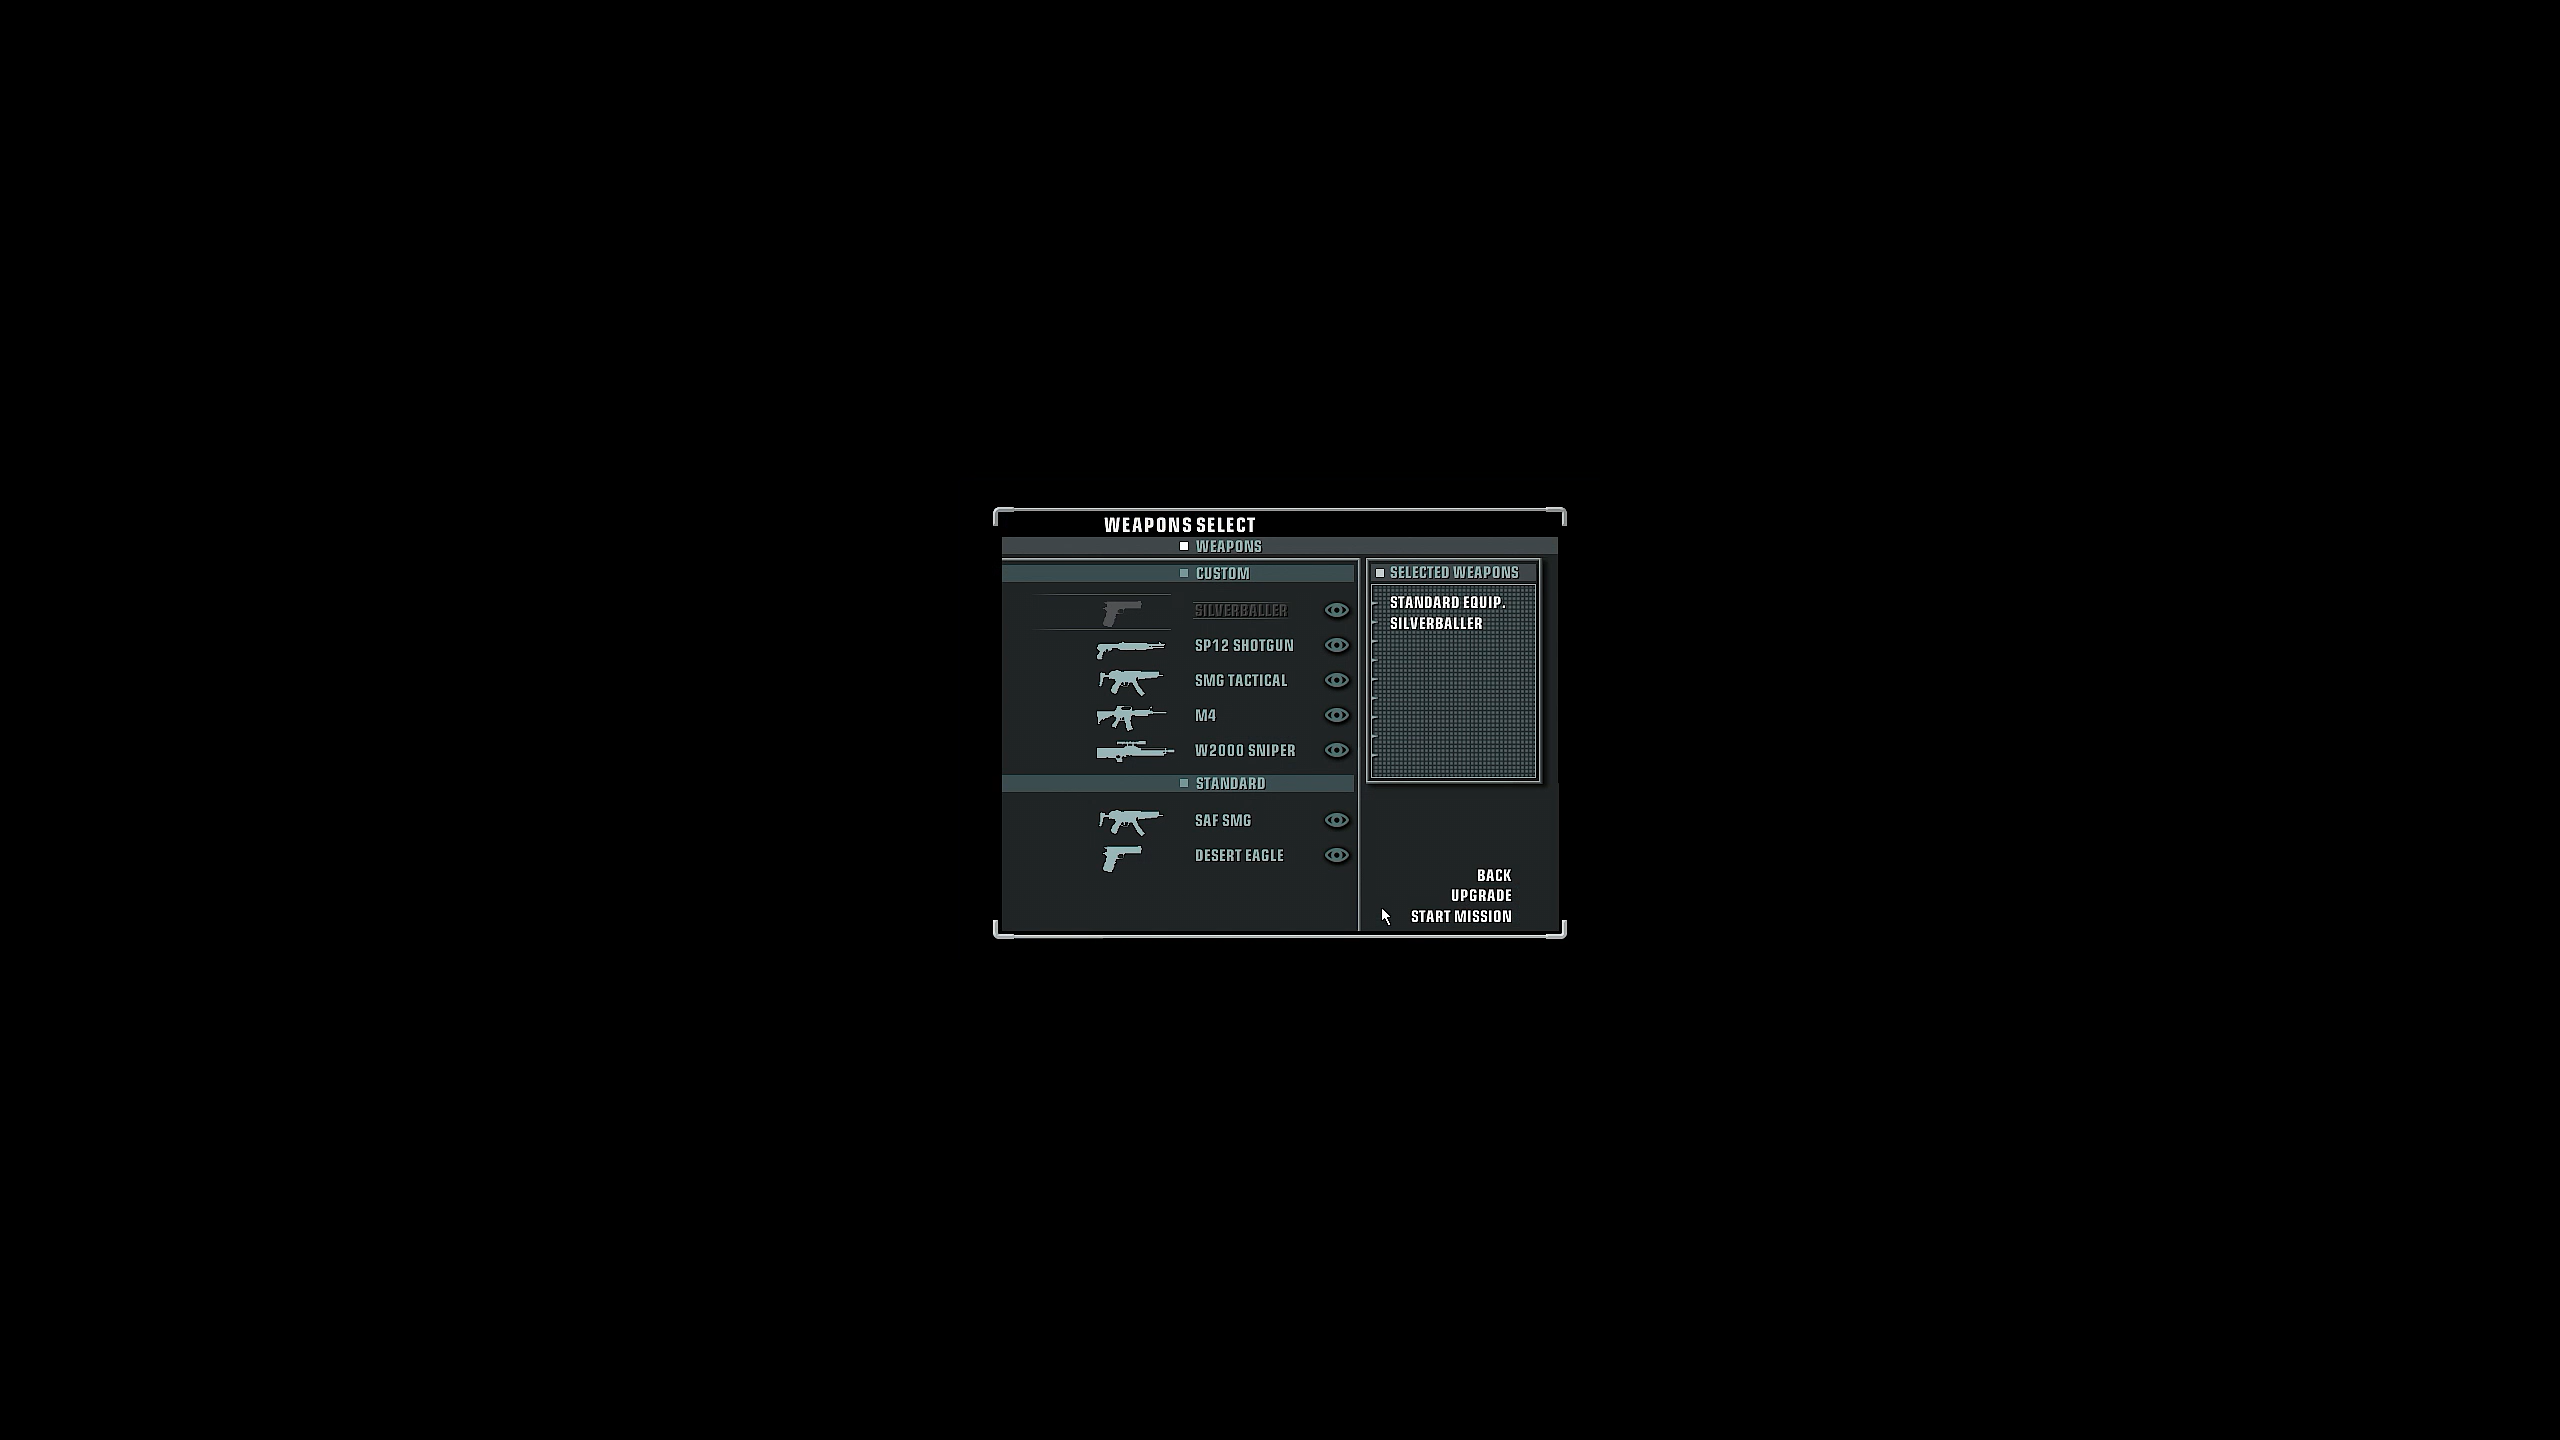 WEAPONS SELECT
WEAPONS
CUSTOM
SILVERBALLER
SP12 SHOTGUN
SMG TACTICAL
M4
W2000 SNIPER
STANDARD
SAF SMG
DESERT EAGLE
SELECTED WEAPONS
STANDARD EQUIP.
SILVERBALLER
BACK
UPGRADE
START MISSION